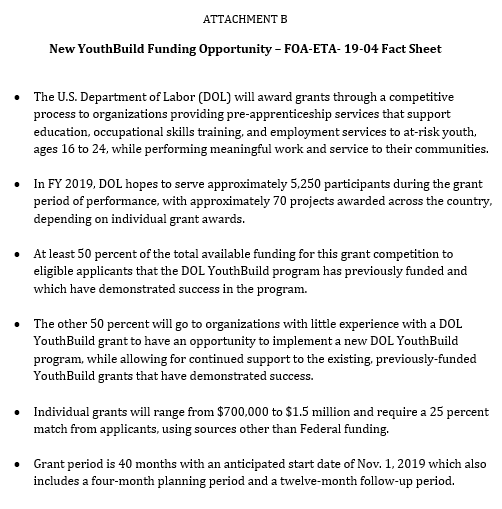 ATTACHMENT B
New YouthBuild Funding Opportunity – FOA-ETA- 19-04 Fact Sheet
• The U.S. Department of Labor (DOL) will award grants through a competitive
process to organizations providing pre-apprenticeship services that support
education, occupational skills training, and employment services to at-risk youth,
ages 16 to 24, while performing meaningful work and service to their communities.
• In FY 2019, DOL hopes to serve approximately 5,250 participants during the grant
period of performance, with approximately 70 projects awarded across the country,
depending on individual grant awards.
• At least 50 percent of the total available funding for this grant competition to
eligible applicants that the DOL YouthBuild program has previously funded and
which have demonstrated success in the program.
• The other 50 percent will go to organizations with little experience with a DOL
YouthBuild grant to have an opportunity to implement a new DOL YouthBuild
program, while allowing for continued support to the existing, previously-funded
YouthBuild grants that have demonstrated success.
• Individual grants will range from $700,000 to $1.5 million and require a 25 percent
match from applicants, using sources other than Federal funding.
• Grant period is 40 months with an anticipated start date of Nov. 1, 2019 which also
includes a four-month planning period and a twelve-month follow-up period.